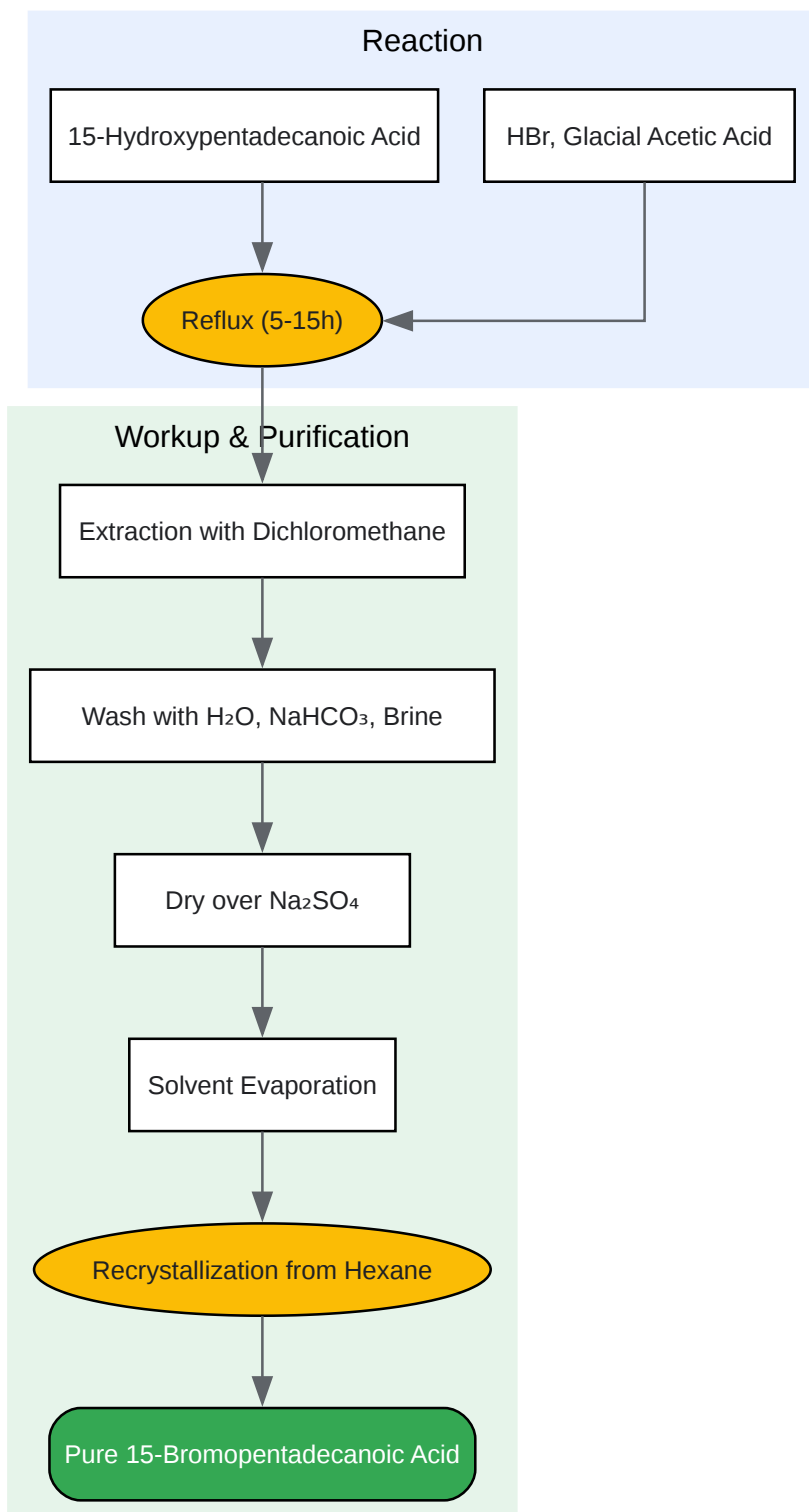 Reaction
15-Hydroxypentadecanoic Acid
HBr, Glacial Acetic Acid
Reflux (5-15h)
Workup & Purification
Extraction with Dichloromethane
Wash with H₂O, NaHCO₃, Brine
Dry over Na₂SO₄
Solvent Evaporation
Recrystallization from Hexane
Pure 15-Bromopentadecanoic Acid